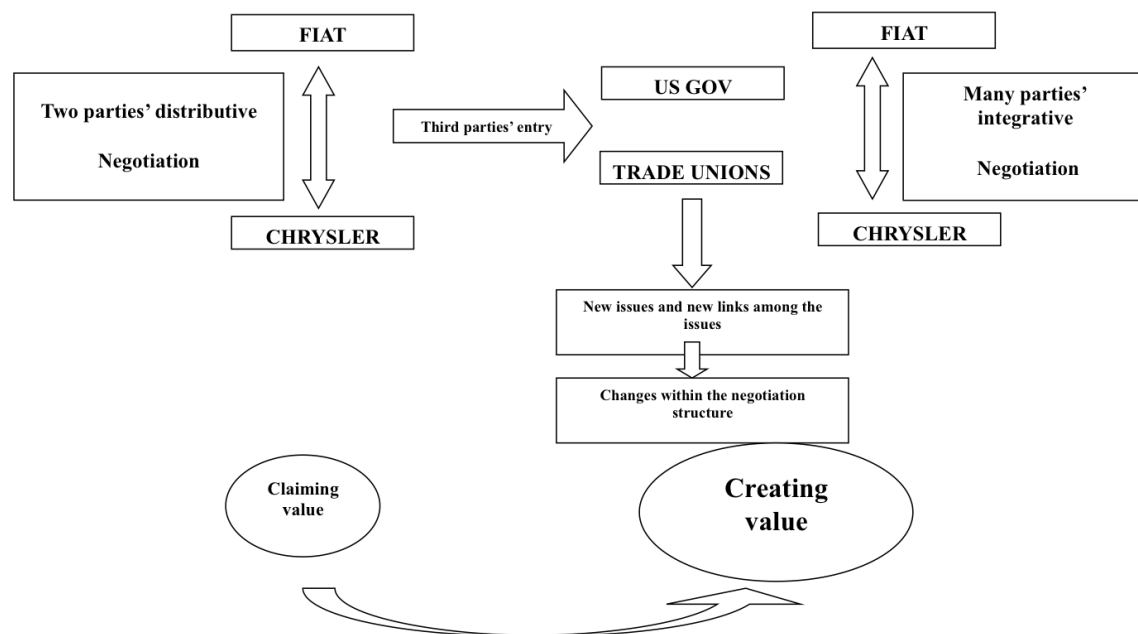 FIAT
Two parties’ distributive
Negotiation
CHRYSLER
Third parties’ entry
US GOV
TRADE UNIONS
FIAT
Many parties’
integrative
Negotiation
CHRYSLER
New issues and new links among the
issues
Changes within the negotiation
structure
Claiming
value
Creating
value